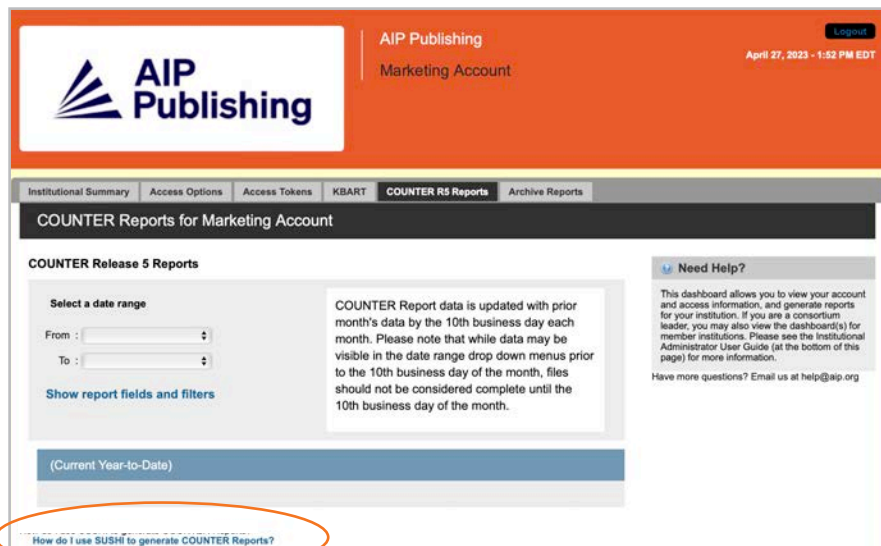 AIP
Publishing
AIP Publishing
Marketing Account
Logout
April 27, 2023 - 1:52 PM EDT
Institutional Summary Access Options Access Tokens KBART COUNTER R5 Reports Archive Reports
COUNTER Reports for Marketing Account
COUNTER Release 5 Reports
Select a date range
From :
To :
Show report fields and filters
COUNTER Report data is updated with prior
month's data by the 10th business day each
month. Please note that while data may be
visible in the date range drop down menus prior
to the 10th business day of the month, files
should not be considered complete until the
10th business day of the month.
(Current Year-to-Date)
How do I use SUSHI to generate COUNTER Reports?
Need Help?
This dashboard allows you to view your account
and access information, and generate reports
for your institution. If you are a consortium
leader, you may also view the dashboard(s) for
member institutions. Please see the Institutional
Administrator User Guide (at the bottom of this
page) for more information.
Have more questions? Email us at help@aip.org